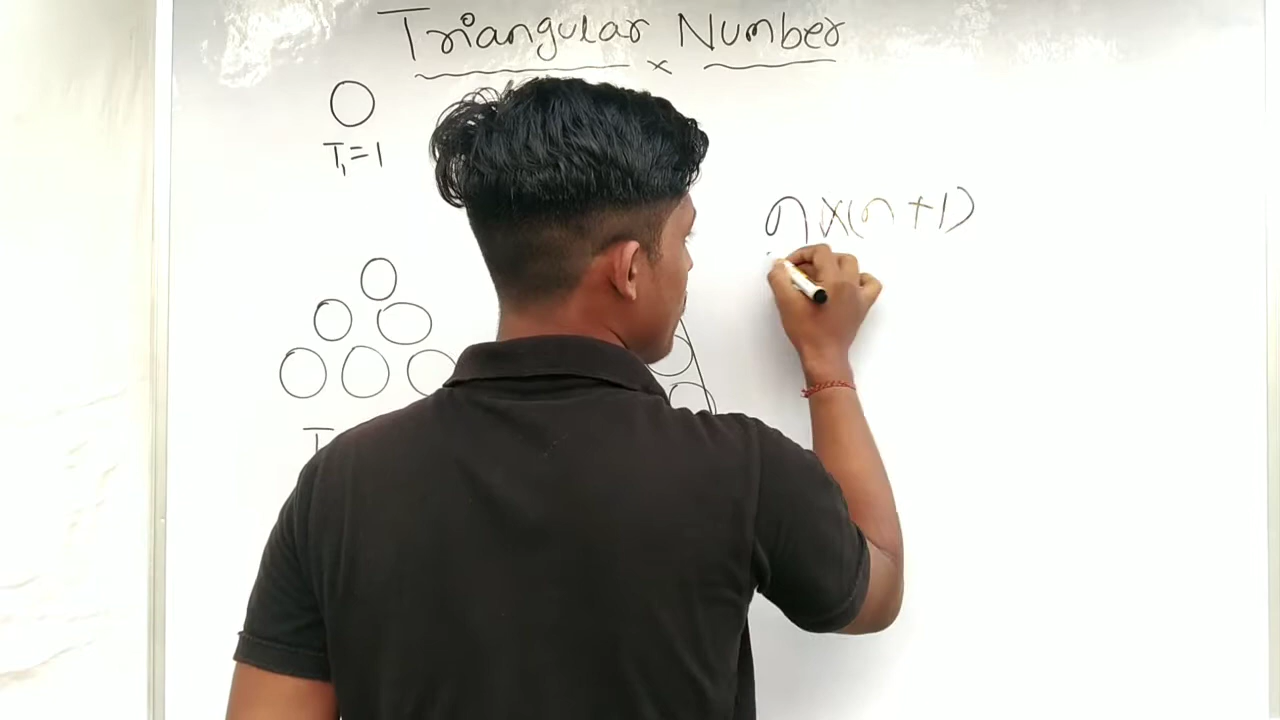 Triangular Number
T₁=1
n×(n+1)
T